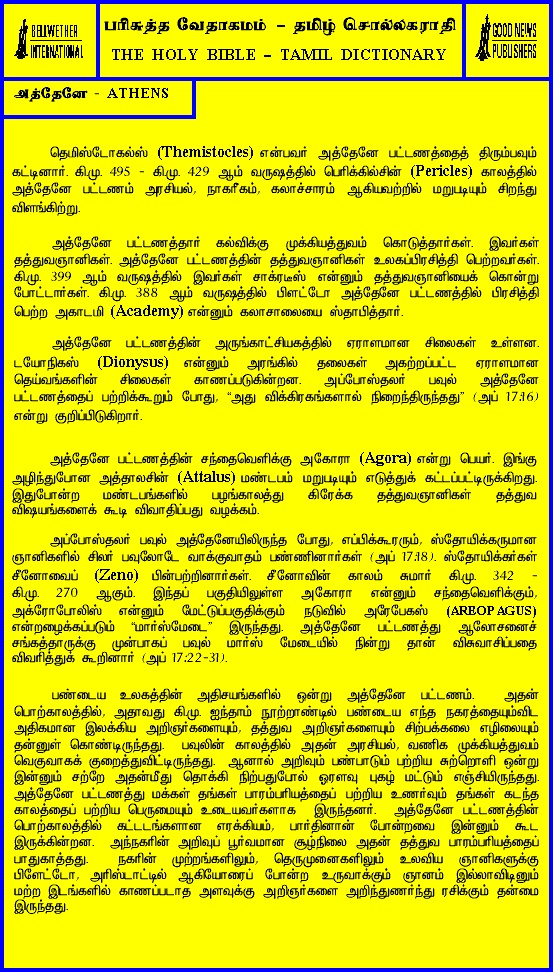 BELLWETHER
INTERNATIONAL
பரிசுத்த வேதாகமம் – தமிழ் சொல்லகராதி
THE HOLY BIBLE – TAMIL DICTIONARY
GOOD NEWS
PUBLISHERS
அத்தேனே - ATHENS
தெமிஸ்டோகல்ஸ் (Themistocles) என்பவர் அத்தேனே பட்டணத்தைத் திரும்பவும்
கட்டினார். கி.மு. 495 - கி.மு. 429 ஆம் வருஷத்தில் பெரிக்கில்சின் (Pericles) காலத்தில்
அத்தேனே பட்டணம் அரசியல், நாகரீகம், கலாச்சாரம் ஆகியவற்றில் மறுபடியும் சிறந்து
விளங்கிற்று.
அத்தேனே பட்டணத்தார் கல்விக்கு முக்கியத்துவம் கொடுத்தார்கள். இவர்கள்
தத்துவஞானிகள். அத்தேனே பட்டணத்தின் தத்துவஞானிகள் உலகப்பிரசித்தி பெற்றவர்கள்.
கி.மு. 399 ஆம் வருஷத்தில் இவர்கள் சாக்ரடீஸ் என்னும் தத்துவஞானியைக் கொன்று
போட்டார்கள். கி.மு. 388 ஆம் வருஷத்தில் பிளட்டோ அத்தேனே பட்டணத்தில் பிரசித்தி
பெற்ற அகாடமி (Academy) என்னும் கலாசாலையை ஸ்தாபித்தார்.
அத்தேனே பட்டணத்தின் அருங்காட்சியகத்தில் ஏராளமான சிலைகள் உள்ளன.
டயோநிகஸ் (Dionysus) என்னும் அரங்கில் தலைகள் அகற்றப்பட்ட ஏராளமான
தெய்வங்களின் சிலைகள் காணப்படுகின்றன. அப்போஸ்தலர் பவுல் அத்தேனே
பட்டணத்தைப் பற்றிக்கூறும் போது, “அது விக்கிரகங்களால் நிறைந்திருந்தது” (அப் 17:16)
என்று குறிப்பிடுகிறார்.
அத்தேனே பட்டணத்தின் சந்தைவெளிக்கு அகோரா (Agora) என்று பெயர். இங்கு
அழிந்துபோன அத்தாலசின் (Attalus) மண்டபம் மறுபடியும் எடுத்துக் கட்டப்பட்டிருக்கிறது.
இதுபோன்ற மண்டபங்களில் பழங்காலத்து கிரேக்க தத்துவஞானிகள் தத்துவ
விஷயங்களைக் கூடி விவாதிப்பது வழக்கம்.
அப்போஸ்தலர் பவுல் அத்தேனேயிலிருந்த போது, எப்பிக்கூரரும், ஸ்தோயிக்கருமான
ஞானிகளில் சிலர் பவுலோடே வாக்குவாதம் பண்ணினார்கள் (அப் 17:18). ஸ்தோயிக்கர்கள்
சீனோவைப் (Zeno) பின்பற்றினார்கள். சீனோவின் காலம் சுமார் கி.மு. 342 -
கி.மு. 270 ஆகும். இந்தப் பகுதியிலுள்ள அகோரா என்னும் சந்தைவெளிக்கும்,
அக்ரோபோலிஸ் என்னும் மேட்டுப்பகுதிக்கும் நடுவில் அரேபேகஸ் (ARBOPAGUS)
என்றழைக்கப்படும் “மார்ஸ்மேடை” இருந்தது. அத்தேனே பட்டணத்து ஆலோசனைச்
சங்கத்தாருக்கு முன்பாகப் பவுல் மார்ஸ் மேடையில் நின்று தான் விசுவாசிப்பதை
விவரித்துக் கூறினார் (அப் 17:22-31).
பண்டைய உலகத்தின் அதிசயங்களில் ஒன்று அத்தேனே பட்டணம். அதன்
பொற்காலத்தில், அதாவது கி.மு. ஐந்தாம் நூற்றாண்டில் பண்டைய எந்த நகரத்தையும்விட
அதிகமான இலக்கிய அறிஞர்களையும், தத்துவ அறிஞர்களையும் சிற்பக்கலை எழிலையும்
தன்னுள் கொண்டிருந்தது. பவுலின் காலத்தில் அதன் அரசியல், வணிக முக்கியத்துவம்
வெகுவாகக் குறைத்துவிட்டிருந்தது. ஆனால் அறிவும் பண்பாடும் பற்றிய சுற்றொளி ஒன்று
இன்னும் சற்றே அதன்மீது தொக்கி நிற்பதுபோல் ஓரளவு புகழ் மட்டும் எஞ்சியிருந்தது.
அத்தேனே பட்டணத்து மக்கள் தங்கள் பாரம்பரியத்தைப் பற்றிய உணர்வும் தங்கள் கடந்த
காலத்தைப் பற்றிய பெருமையும் உடையவர்களாக இருந்தனர். அத்தேனே பட்டணத்தின்
பொற்காலத்தில் கட்டடங்களான எரக்கியம், பார்தினான் போன்றவை இன்னும் கூட
இருக்கின்றன. அந்நகரின் அறிவுப் பூர்வமான சூழ்நிலை அதன் தத்துவ பாரம்பரியத்தைப்
பாதுகாத்தது. நகரின் முற்றங்களிலும், தெருமுனைகளிலும் உலவிய ஞானிகளுக்கு
பிளேட்டோ, அரிஸ்டாட்டில் ஆகியோரைப் போன்ற உருவாக்கும் ஞானம் இல்லாவிடினும்
மற்ற இடங்களில் காணப்படாத அளவுக்கு அறிஞர்களை அறிந்துணர்ந்து ரசிக்கும் தன்மை
இருந்தது.